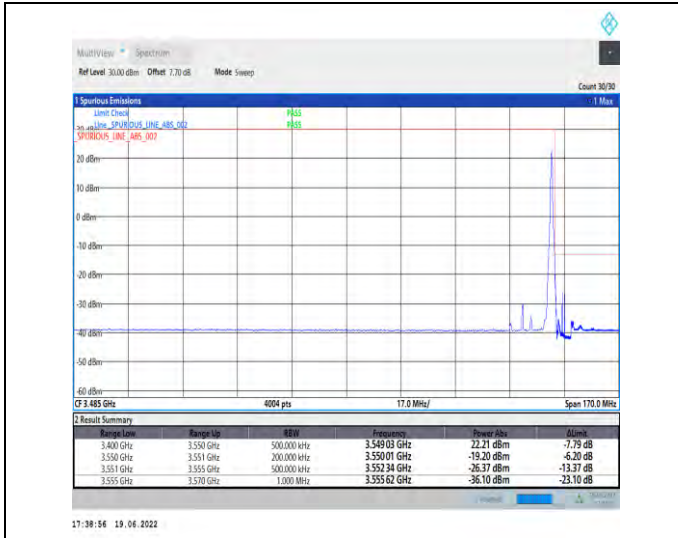 MultiView Spectrum
Ref Level 30.00 dBm Offset 7.70 dB Mode Sweep
Count 30/30
1 Spurious Emissions 1 Max
Limit Check PASS
Line _SPURIOUS_LINE_ABS_002 PASS
_SPURIOUS_LINE_ABS_002
20 dBm
10 dBm
0 dBm
-10 dBm
-20 dBm
-30 dBm
-40 dBm
-50 dBm
-60 dBm
CF 3.485 GHz 4004 pts 17.0 MHz/ Span 170.0 MHz
2 Result Summary
Range Low Range Up RBW Frequency Power Abs ΔLimit
3.400 GHz 3.550 GHz 500.000 kHz 3.549 03 GHz 22.21 dBm -7.79 dB
3.550 GHz 3.551 GHz 200.000 kHz 3.550 01 GHz -19.20 dBm -6.20 dB
3.551 GHz 3.555 GHz 500.000 kHz 3.552 34 GHz -26.37 dBm -13.37 dB
3.555 GHz 3.570 GHz 1.000 MHz 3.555 62 GHz -36.10 dBm -23.10 dB
17:38:56 19.06.2022